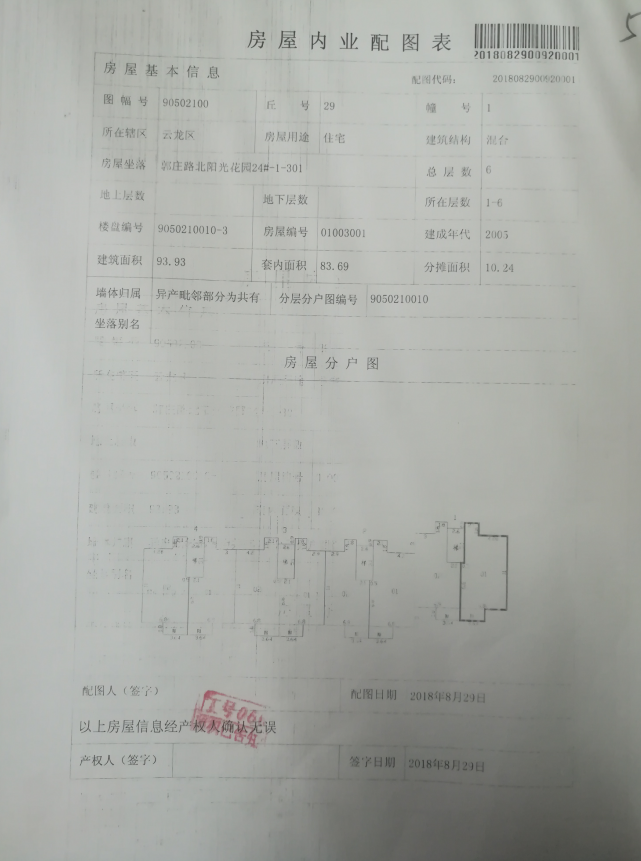 5
房屋内业配图表
2018082900920001
房屋基本信息 配图代码: 2018082900920001
图幅号 90502100 丘号 29 幢号 1
所在辖区 云龙区 房屋用途 住宅 建筑结构 混合
房屋坐落 郭庄路北阳光花园24#-1-301 总层数 6
地上层数 地下层数 所在层数 1-6
楼盘编号 9050210010-3 房屋编号 01003001 建成年代 2005
建筑面积 93.93 套内面积 83.69 分摊面积 10.24
墙体归属 异产毗邻部分为共有 分层分户图编号 9050210010
坐落别名
房屋分户图
配图人(签字) 配图日期 2018年8月29日
工号06
以上房屋信息经产权人确认无误
产权人(签字) 签字日期 2018年8月29日